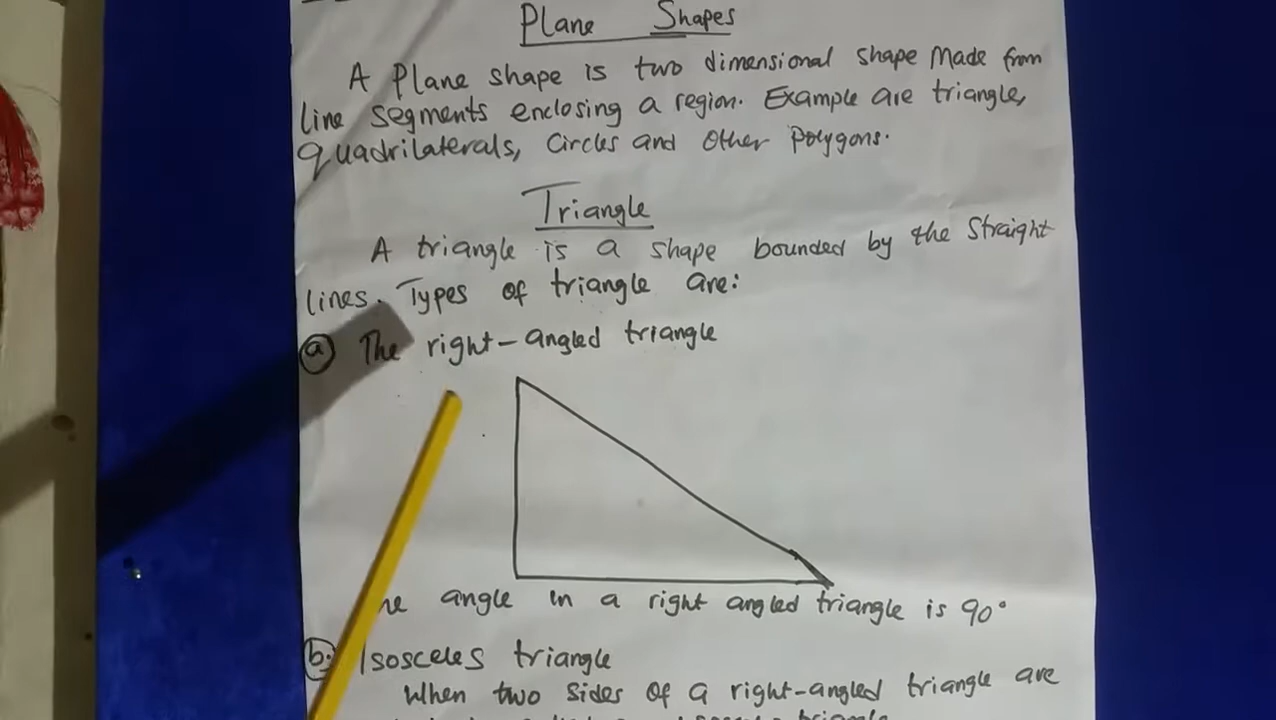 Plane Shapes
A Plane shape is two dimensional shape Made from
line segments enclosing a region. Example are triangle,
quadrilaterals, Circles and other polygons.
Triangle
A triangle is a shape bounded by the straight
lines. Types of triangle are:
(a) The right-angled triangle
angle in a right angled triangle is 90°
(b) Isosceles triangle
When two sides of a right-angled triangle are
triangle